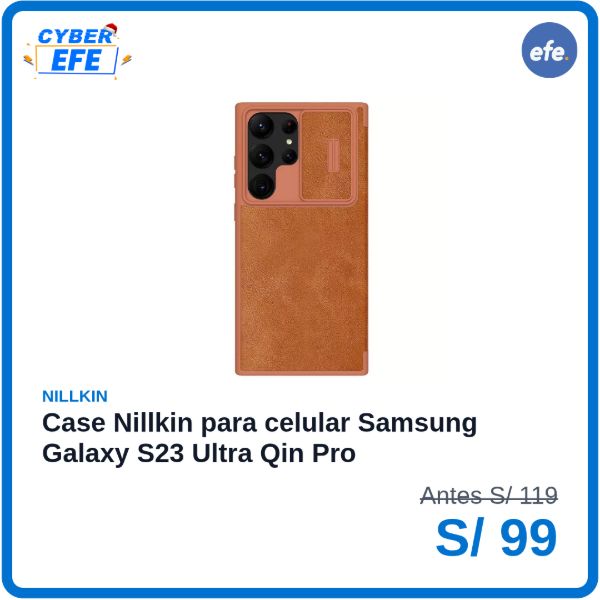 CYBER
EFE
efe.
NILLKIN
Case Nillkin para celular Samsung
Galaxy S23 Ultra Qin Pro
Antes S/ 119
S/ 99